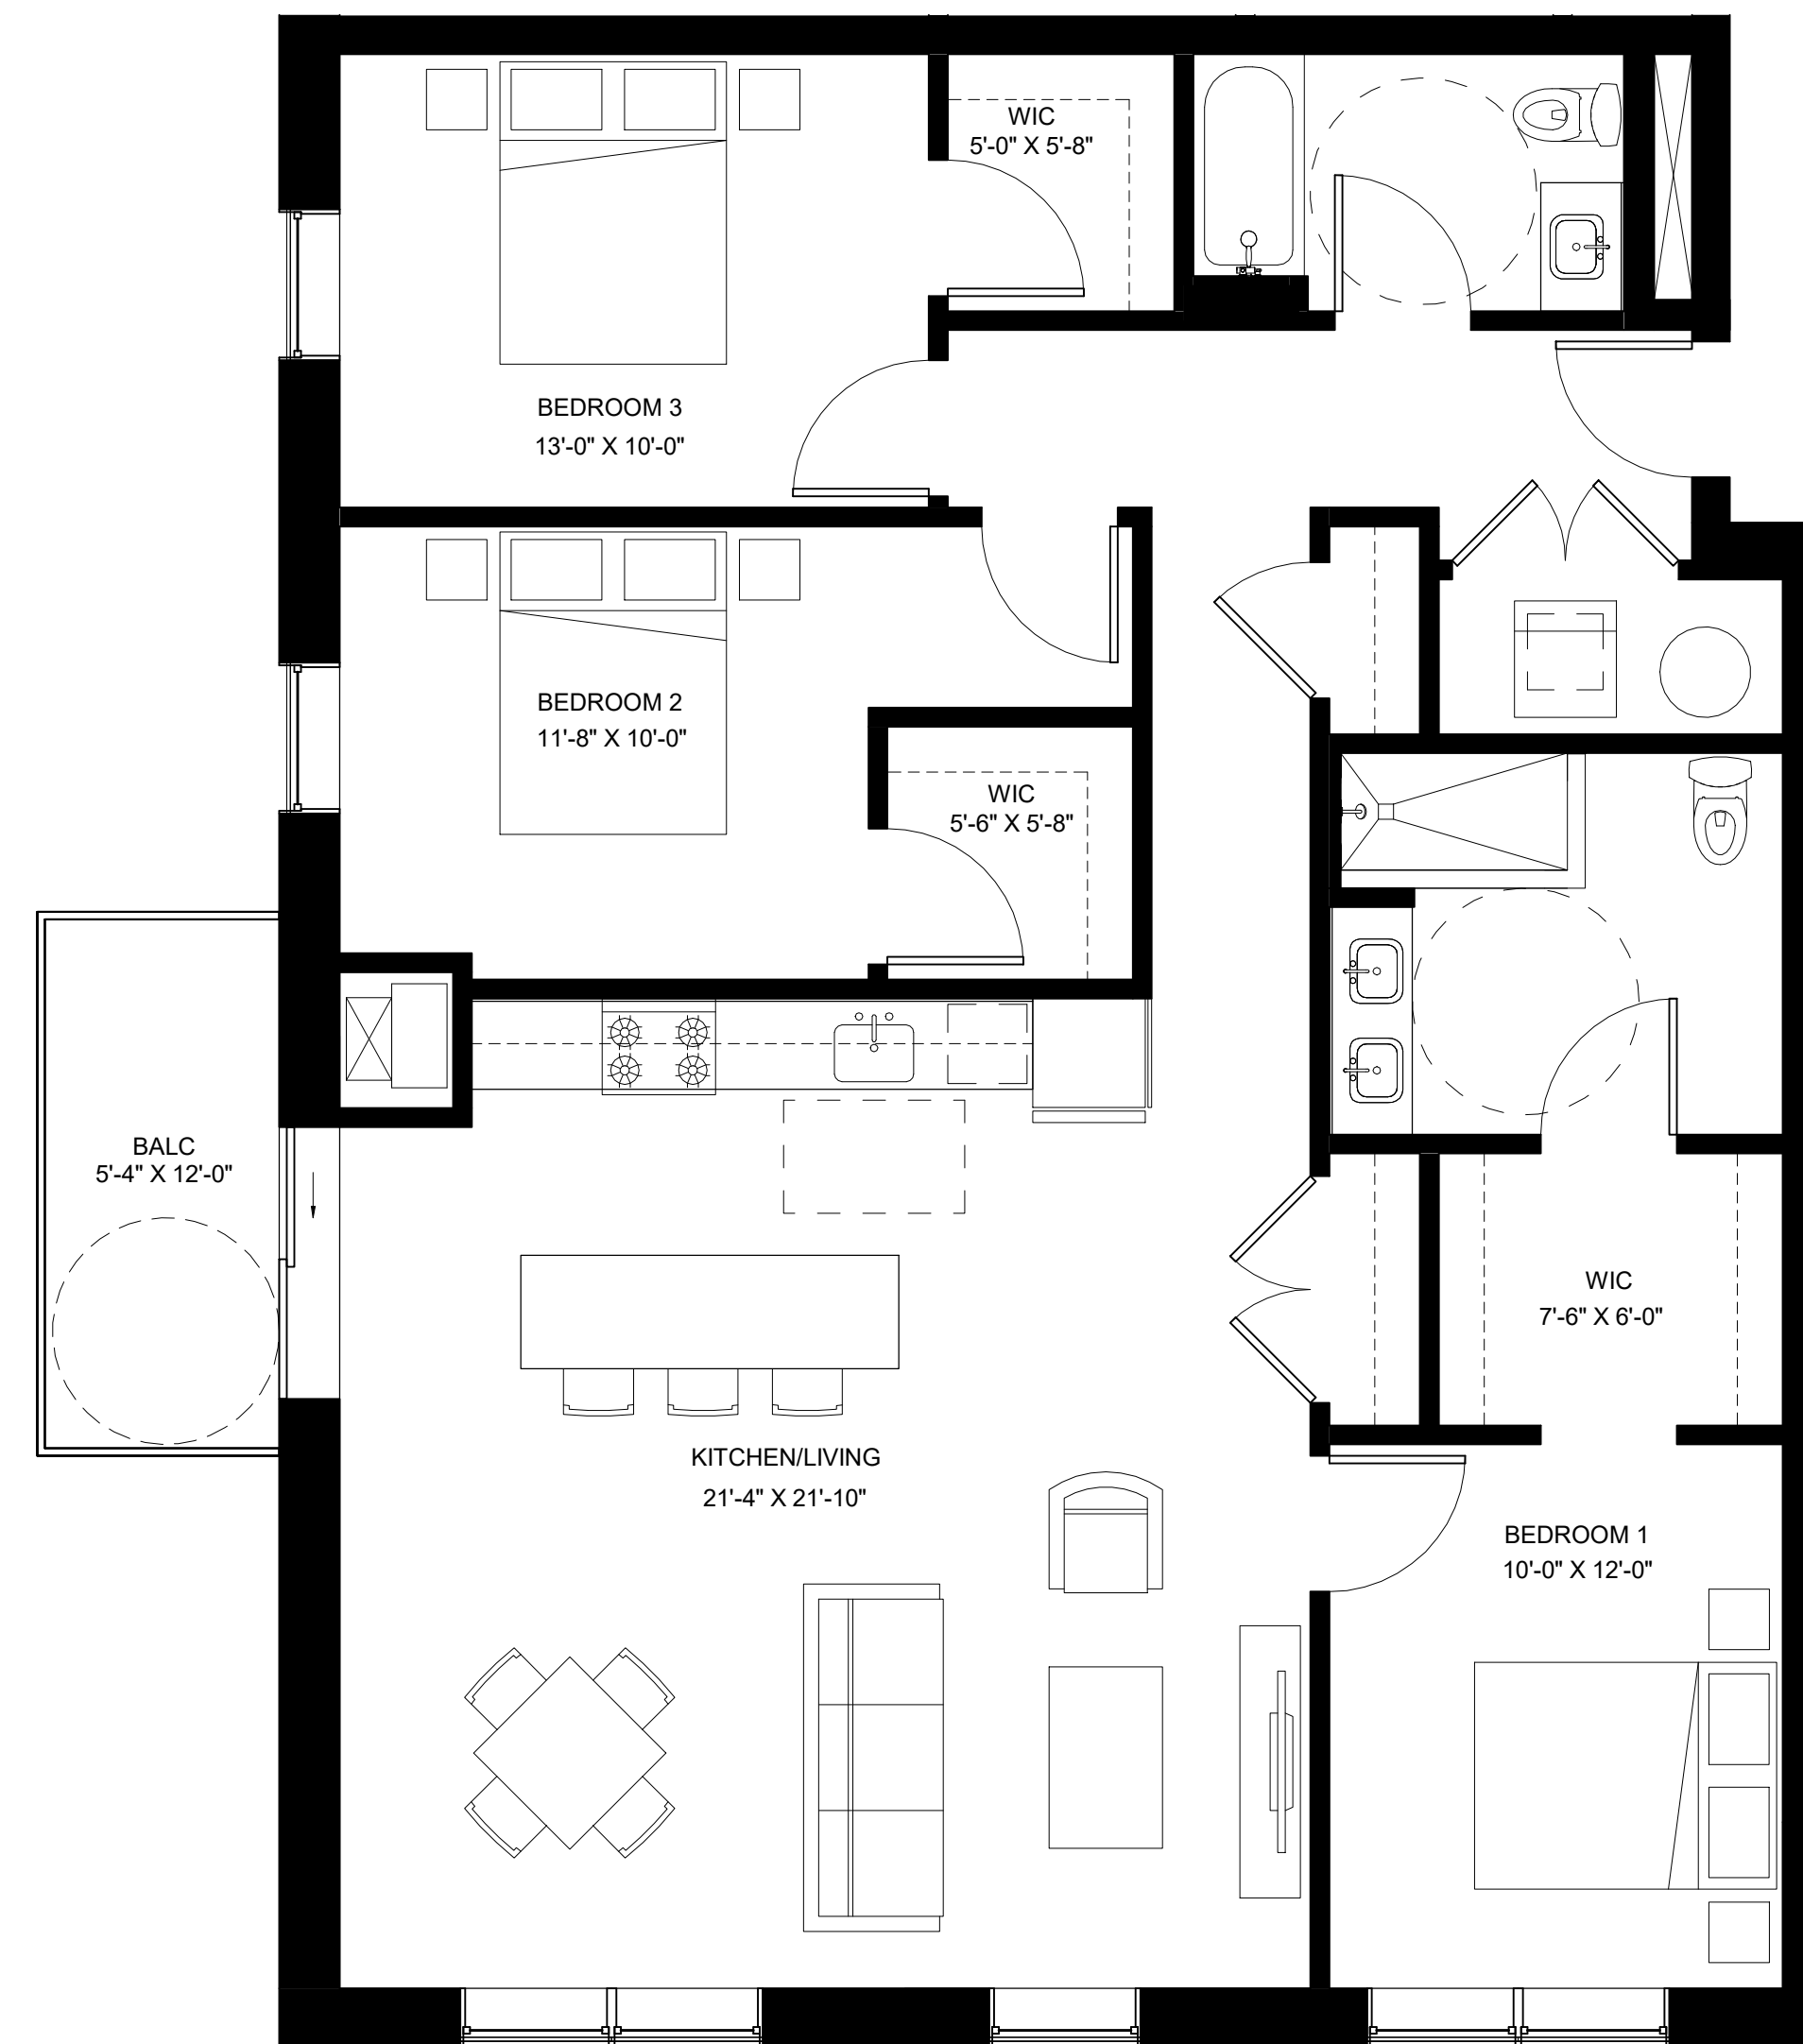 WIC
5'-0" X 5'-8"
BEDROOM 3
13'-0" X 10'-0"
BEDROOM 2
11'-8" X 10'-0"
WIC
5'-6" X 5'-8"
BALC
5'-4" X 12'-0"
WIC
7'-6" X 6'-0"
KITCHEN/LIVING
21'-4" X 21'-10"
BEDROOM 1
10'-0" X 12'-0"